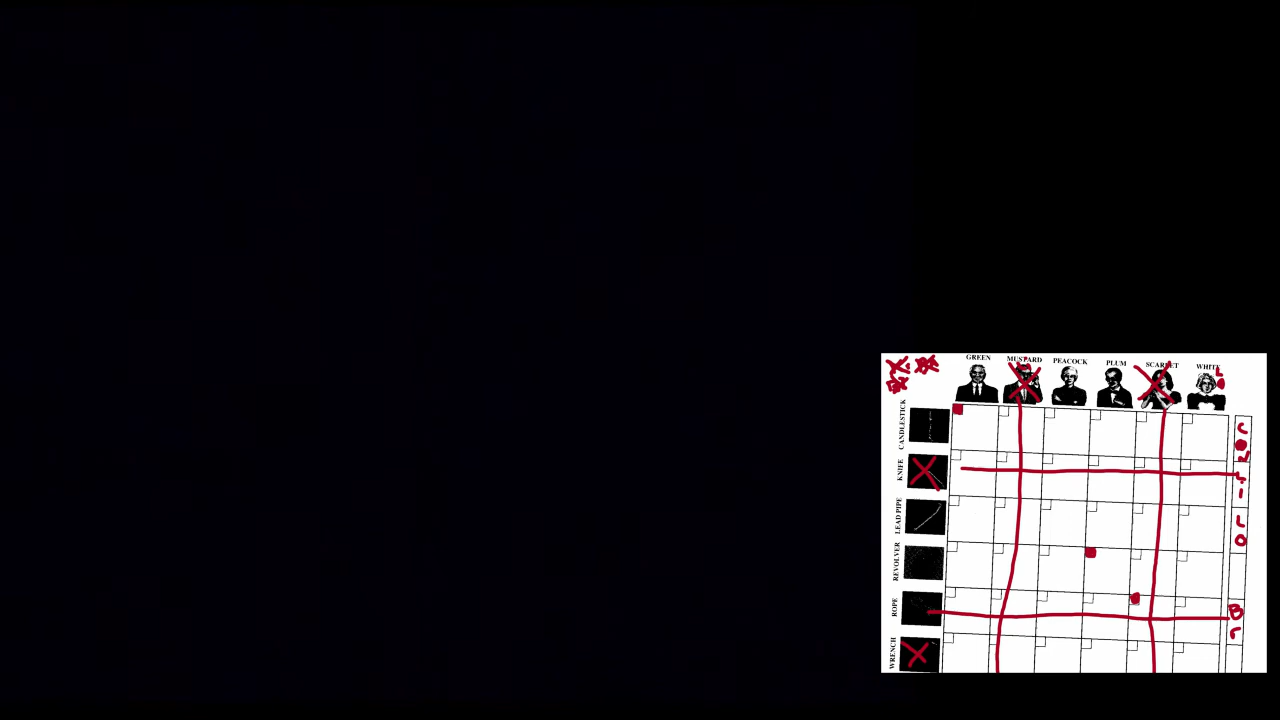 GREEN MUSTARD PEACOCK PLUM SCARLET WHITE
CANDLESTICK
KNIFE
LEAD PIPE
REVOLVER
ROPE
WRENCH
L
O
C
L
O
B